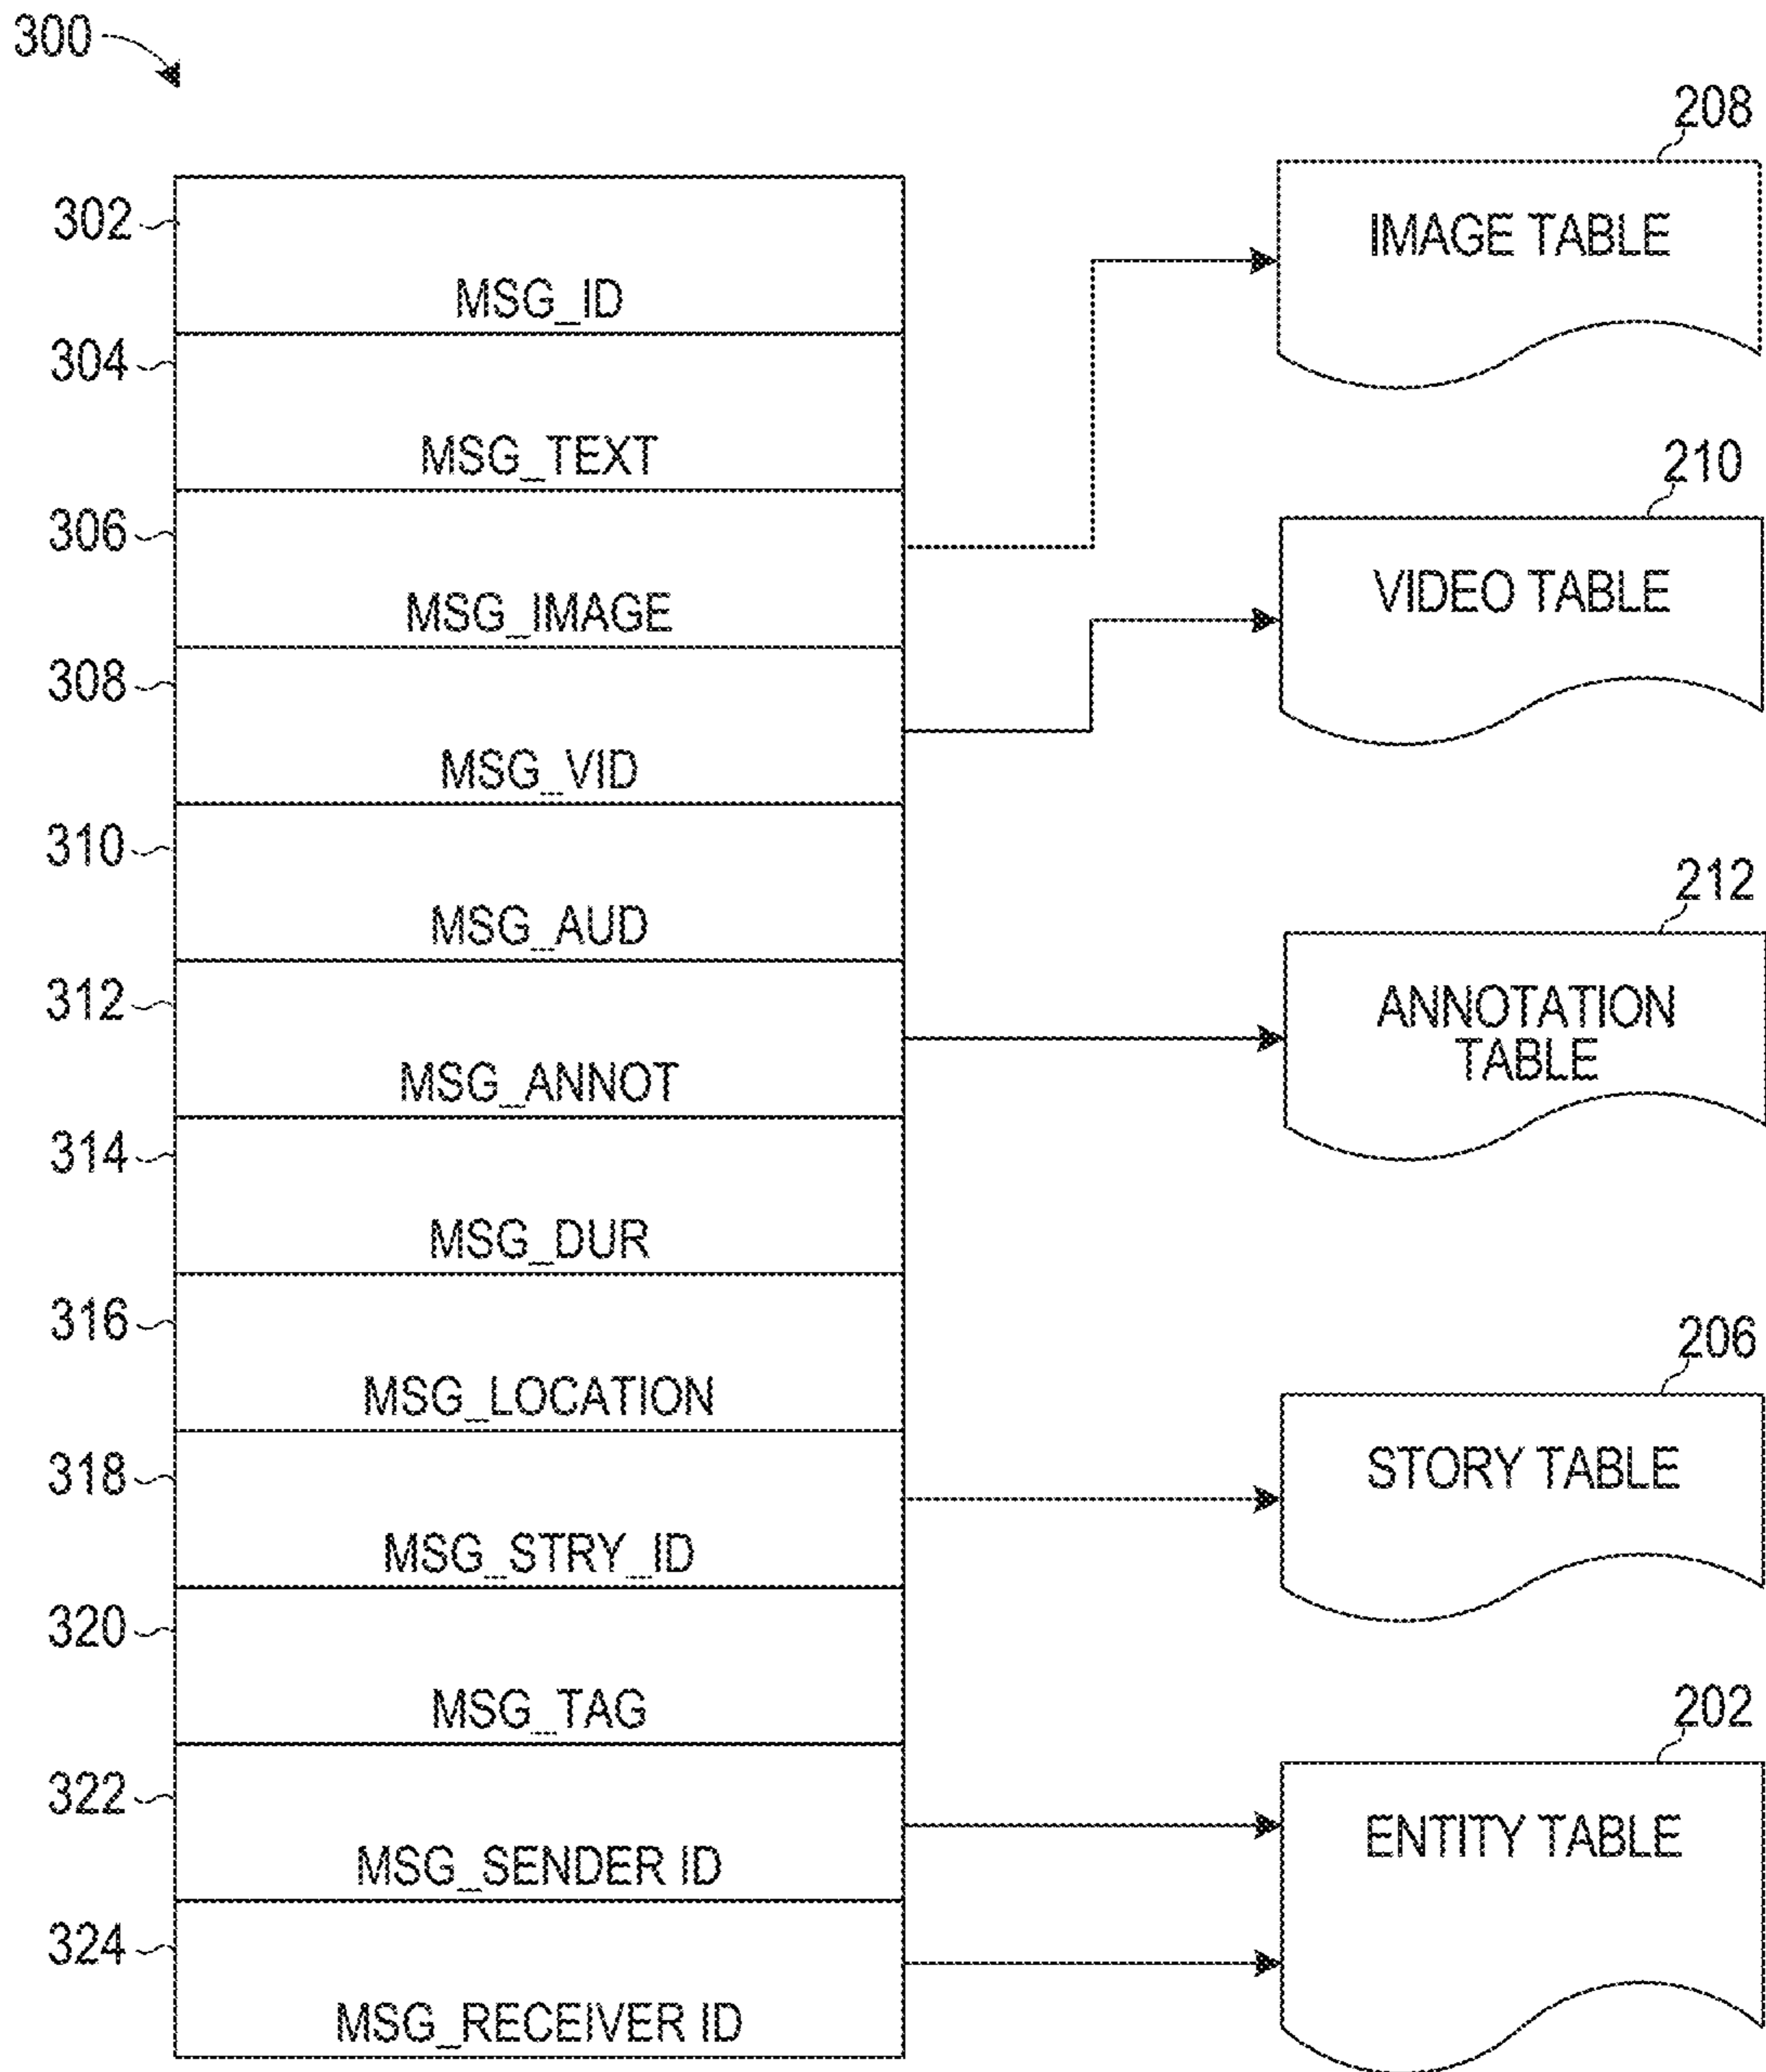 300
208
302
IMAGE TABLE
MSG_ID
304
MSG_TEXT
210
306
VIDEO TABLE
MSG_IMAGE
308
MSG_VID
310
212
MSG_AUD
312
ANNOTATION
TABLE
MSG_ANNOT
314
MSG_DUR
316
206
MSG_LOCATION
318
STORY TABLE
MSG_STRY_ID
320
MSG_TAG
202
322
ENTITY TABLE
MSG_SENDER ID
324
MSG_RECEIVER ID